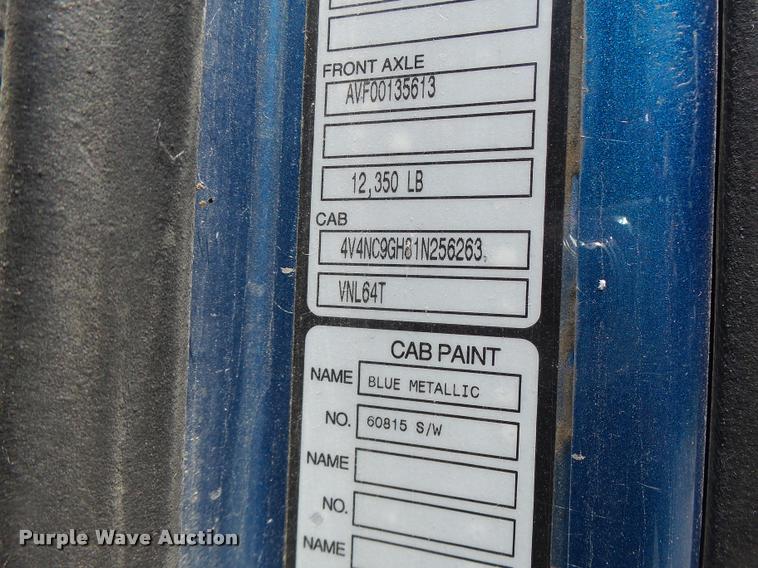 FRONT AXLE
AVF00135613
12,350 LB
CAB
4V4NC9GH81N256263
VNL64T
CAB PAINT
NAME BLUE METALLIC
NO. 60815 S/W
NAME
NO.
NAME
Purple Wave Auction